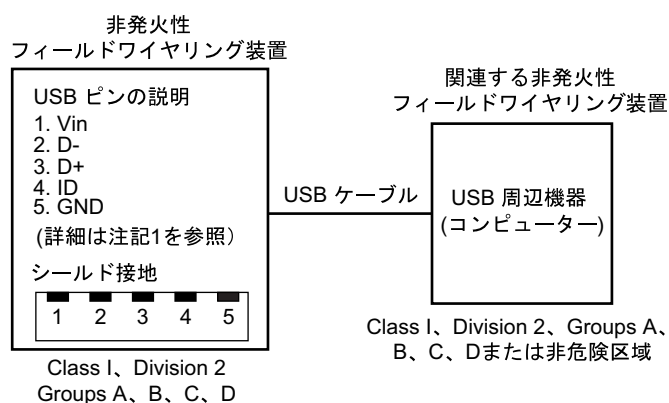 非発火性
フィールドワイヤリング装置
USB ピンの説明
1. Vin
2. D-
3. D+
4. ID
5. GND
(詳細は注記1を参照）
シールド接地
1 2 3 4 5
Class I、Division 2
Groups A、B、C、D
USB ケーブル
関連する非発火性
フィールドワイヤリング装置
USB 周辺機器
(コンピューター)
Class I、Division 2、Groups A、
B、C、Dまたは非危険区域